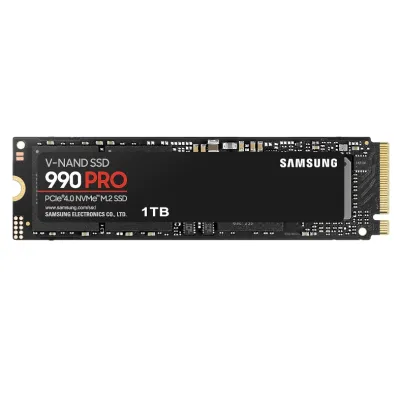 V-NAND SSD
990 PRO
PCIe®4.0 NVMe™ M.2 SSD
SAMSUNG ELECTRONICS CO., LTD.
www.samsung.com/ssd
1TB
SAMSUNG